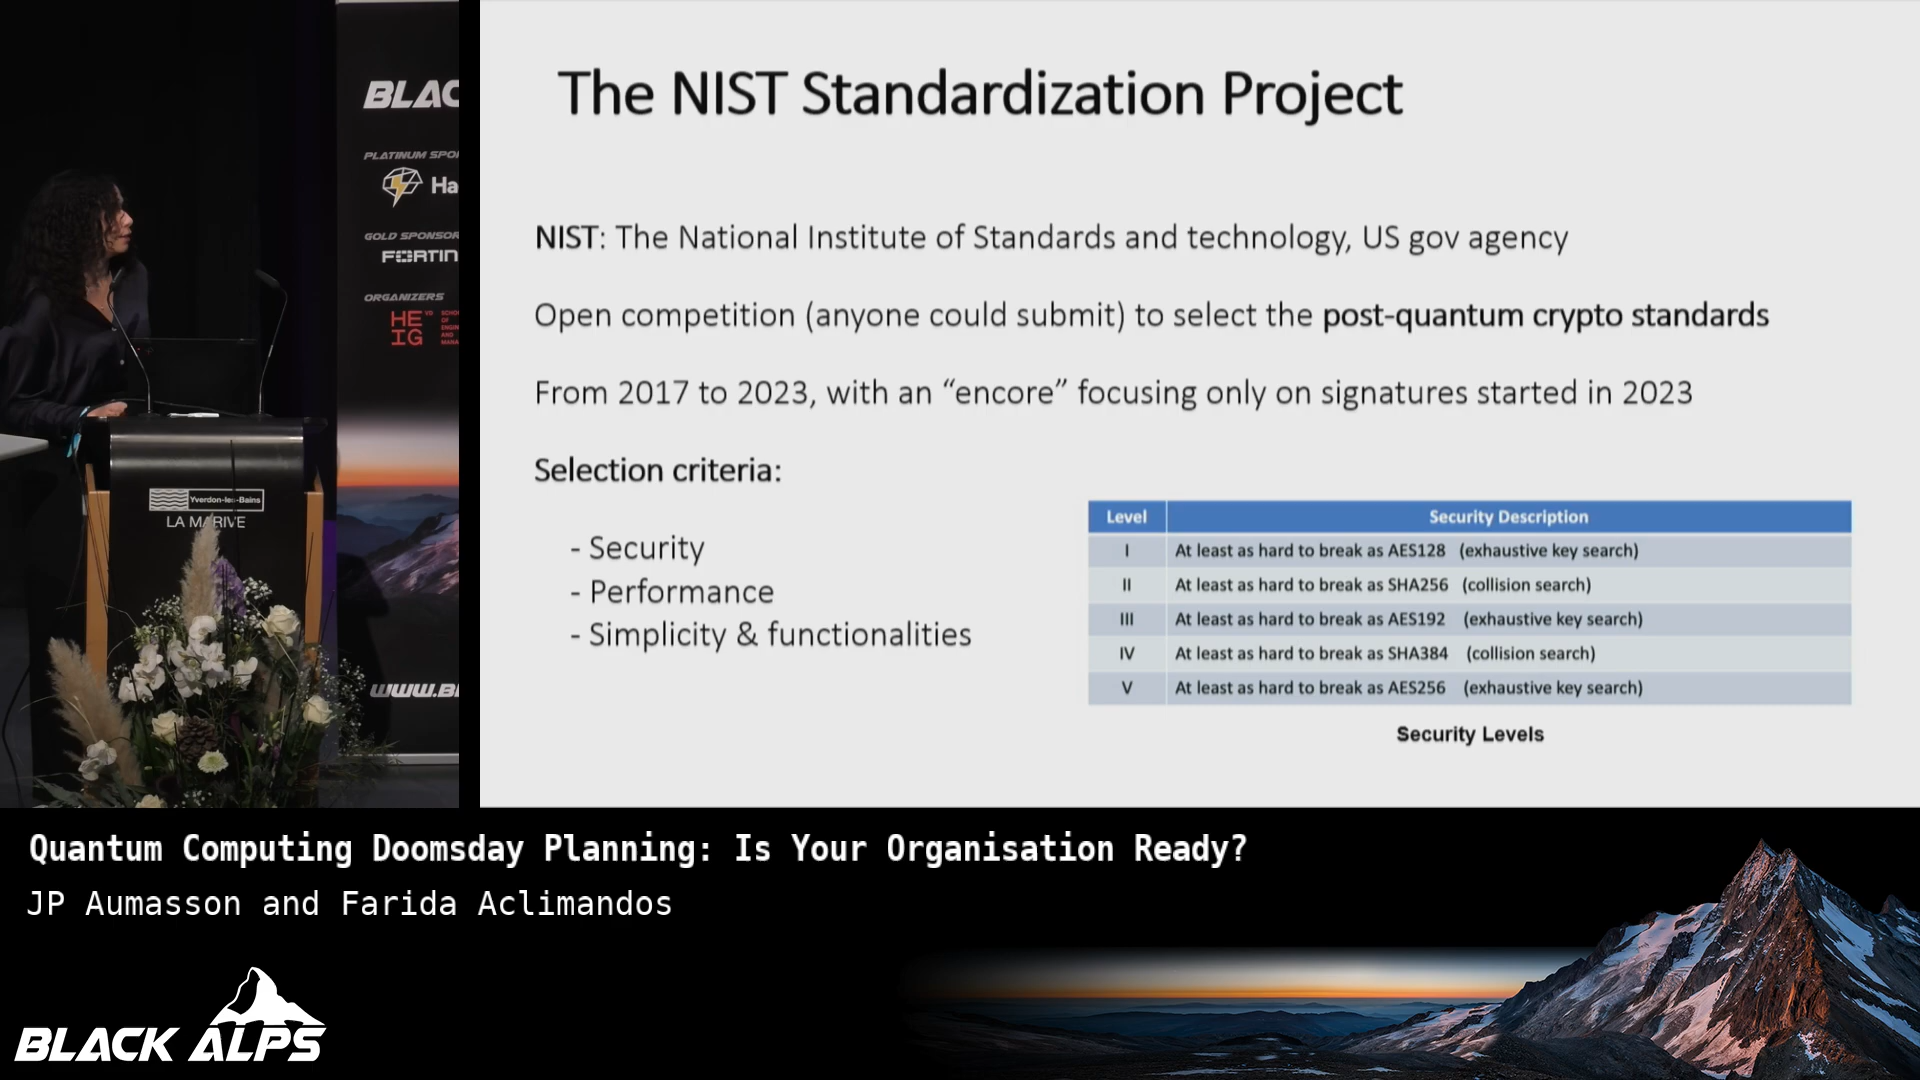 BLAC
PLATINUM SPO
Ha
GOLD SPONSOR
FORTIN
ORGANIZERS
HE
IG
VD
Yverdon-les-Bains
LA MARIVE
WWW.B
The NIST Standardization Project
NIST: The National Institute of Standards and technology, US gov agency
Open competition (anyone could submit) to select the post-quantum crypto standards
From 2017 to 2023, with an “encore” focusing only on signatures started in 2023
Selection criteria:
- Security
- Performance
- Simplicity & functionalities
Level Security Description
I At least as hard to break as AES128 (exhaustive key search)
II At least as hard to break as SHA256 (collision search)
III At least as hard to break as AES192 (exhaustive key search)
IV At least as hard to break as SHA384 (collision search)
V At least as hard to break as AES256 (exhaustive key search)
Security Levels
Quantum Computing Doomsday Planning: Is Your Organisation Ready?
JP Aumasson and Farida Aclimandos
BLACK ALPS